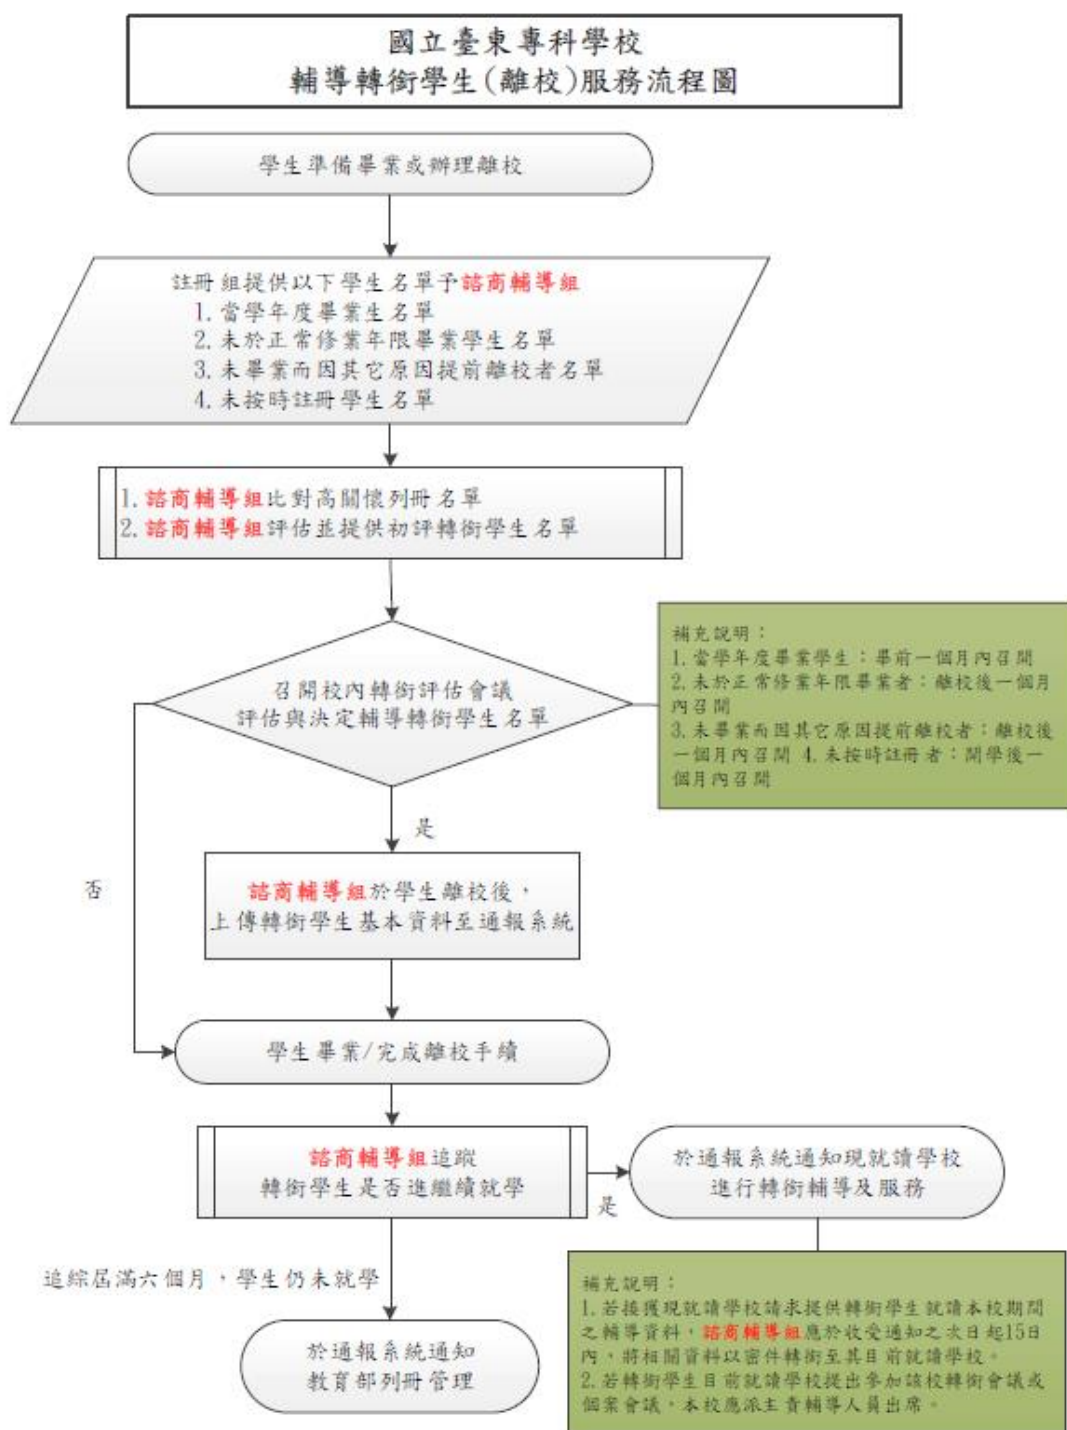 國立臺東專科學校
輔導轉銜學生(離校)服務流程圖
學生準備畢業或辦理離校
註冊組提供以下學生名單予諮商輔導組
1.當學年度畢業生名單
2.未於正常修業年限畢業學生名單
3.未畢業而因其它原因提前離校者名單
4.未按時註冊學生名單
1.諮商輔導組比對高關懷列冊名單
2.諮商輔導組評估並提供初評轉銜學生名單
召開校內轉銜評估會議
評估與決定輔導轉銜學生名單
補充說明：
1.當學年度畢業學生：畢前一個月內召開
2.未於正常修業年限畢業者：離校後一個月
內召開
3.未畢業而因其它原因提前離校者：離校後
一個月內召開 4.未按時註冊者：開學後一
個月內召開
是
否
諮商輔導組於學生離校後，
上傳轉銜學生基本資料至通報系統
學生畢業/完成離校手續
諮商輔導組追蹤
轉銜學生是否進繼續就學
是
於通報系統通知現就讀學校
進行轉銜輔導及服務
追綜屆滿六個月，學生仍未就學
於通報系統通知
教育部列冊管理
補充說明：
1.若接獲現就讀學校請求提供轉銜學生就讀本校期間
之輔導資料，諮商輔導組應於收受通知之次日起15日
內，將相關資料以密件轉銜至其目前就讀學校。
2.若轉銜學生目前就讀學校提出參加該校轉銜會議或
個案會議，本校應派主責輔導人員出席。